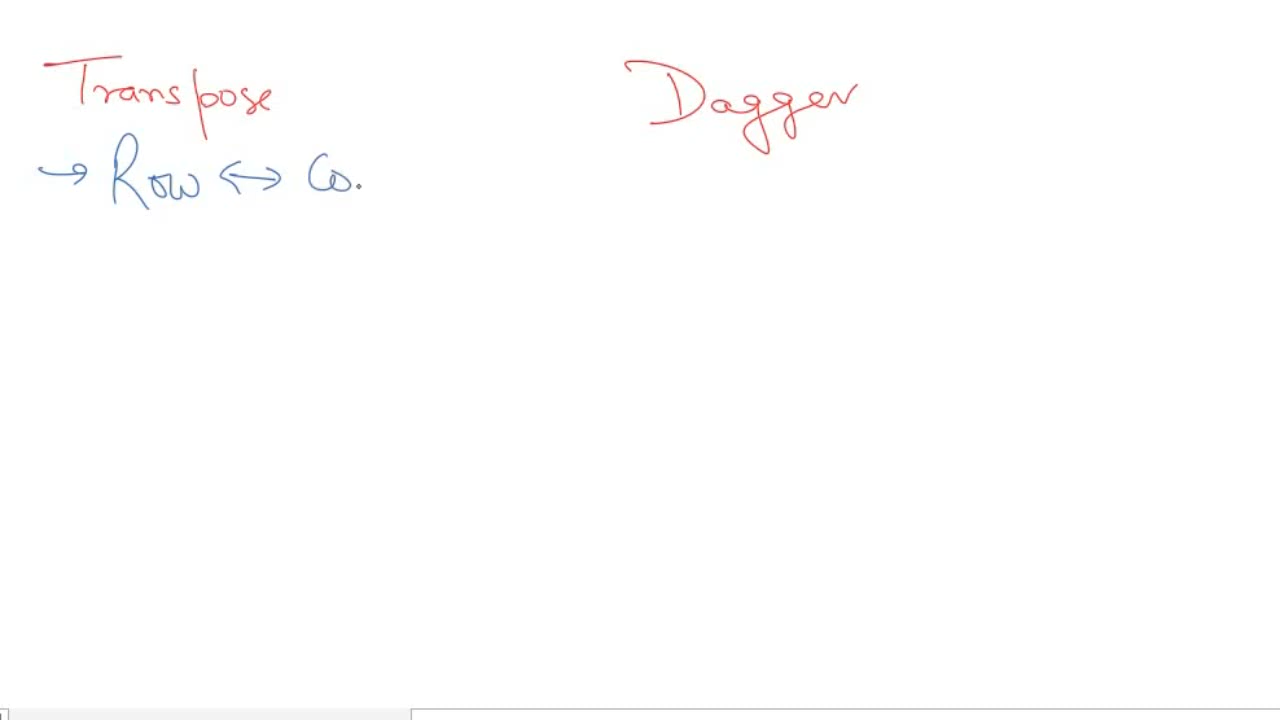 Transpose
Dagger
→ Row ↔ Co